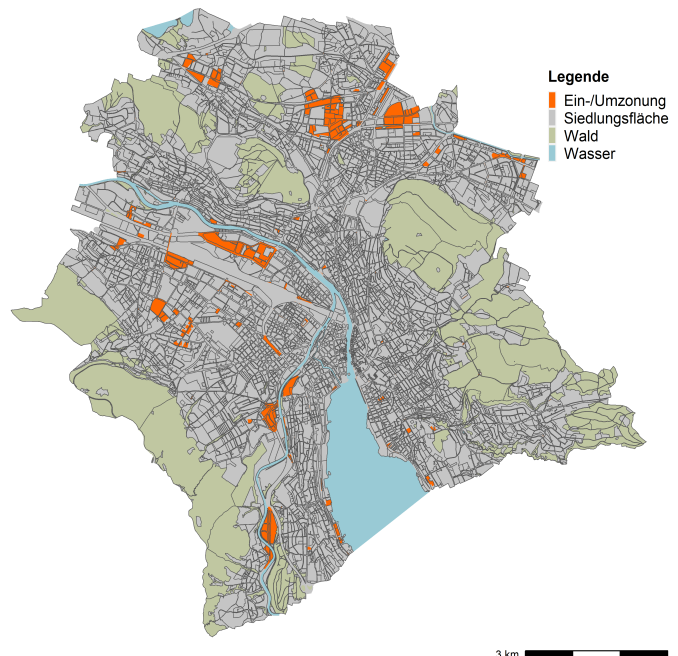 Legende
Ein-/Umzonung
Siedlungsfläche
Wald
Wasser
3 km